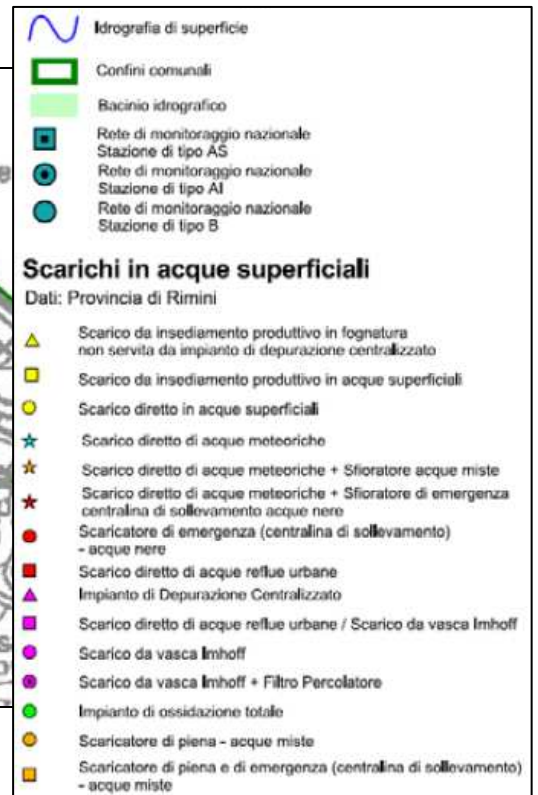 Idrografia di superficie
Confini comunali
Bacinio idrografico
Rete di monitoraggio nazionale
Stazione di tipo AS
Rete di monitoraggio nazionale
Stazione di tipo AI
Rete di monitoraggio nazionale
Stazione di tipo B
Scarichi in acque superficiali
Dati: Provincia di Rimini
Scarico da insediamento produttivo in fognatura
non servita da impianto di depurazione centralizzato
Scarico da insediamento produttivo in acque superficiali
Scarico diretto in acque superficiali
Scarico diretto di acque meteoriche
Scarico diretto di acque meteoriche + Sfioratore acque miste
Scarico diretto di acque meteoriche + Sfioratore di emergenza
centralina di sollevamento acque nere
Scaricatore di emergenza (centralina di sollevamento)
- acque nere
Scarico diretto di acque reflue urbane
Impianto di Depurazione Centralizzato
Scarico diretto di acque reflue urbane / Scarico da vasca Imhoff
Scarico da vasca Imhoff
Scarico da vasca Imhoff + Filtro Percolatore
Impianto di ossidazione totale
Scaricatore di piena - acque miste
Scaricatore di piena e di emergenza (centralina di sollevamento)
- acque miste